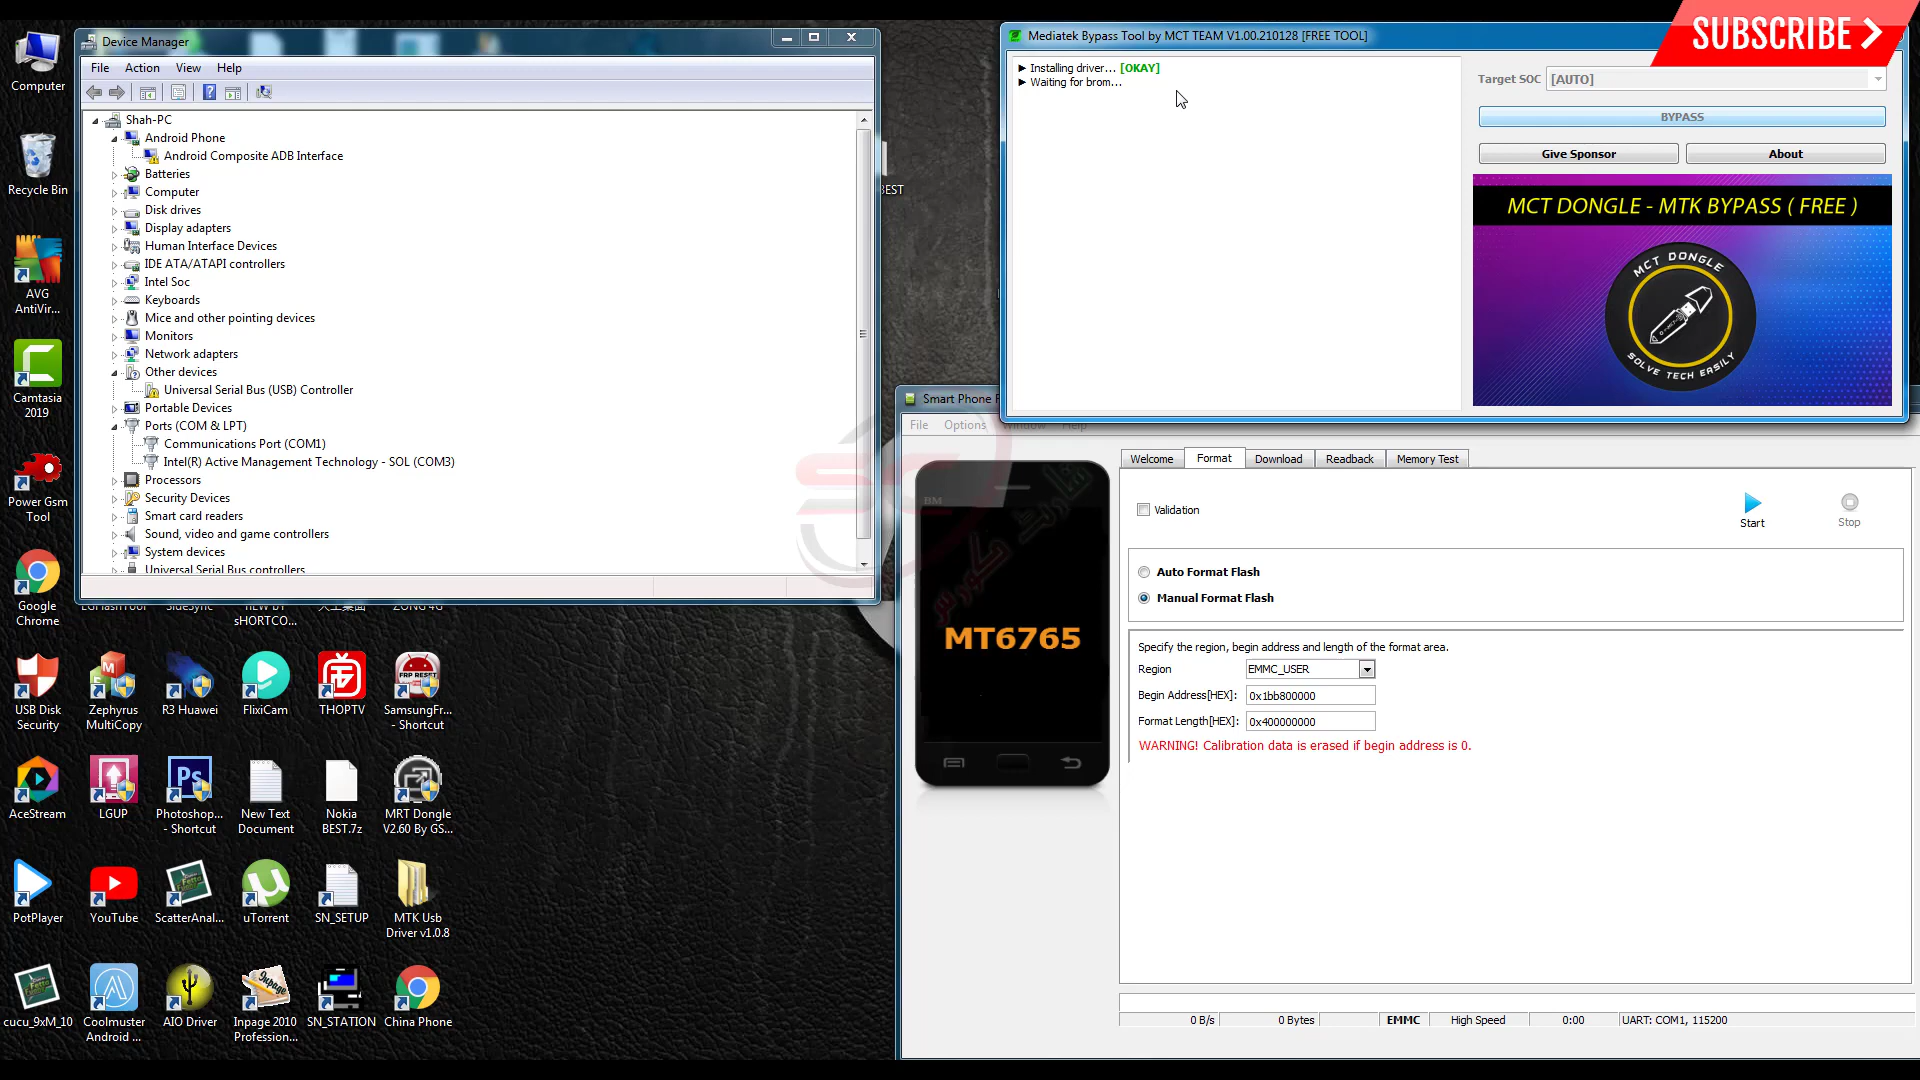 SUBSCRIBE
Device Manager
File Action View Help
Shah-PC
Android Phone
Android Composite ADB Interface
Batteries
Computer
Disk drives
Display adapters
Human Interface Devices
IDE ATA/ATAPI controllers
Intel Soc
Keyboards
Mice and other pointing devices
Monitors
Network adapters
Other devices
Universal Serial Bus (USB) Controller
Portable Devices
Ports (COM & LPT)
Communications Port (COM1)
Intel(R) Active Management Technology - SOL (COM3)
Processors
Security Devices
Smart card readers
Sound, video and game controllers
System devices
Universal Serial Bus controllers
Mediatek Bypass Tool by MCT TEAM V1.00.210128 [FREE TOOL]
Installing driver... [OKAY]
Waiting for brom...
Target SOC [AUTO]
BYPASS
Give Sponsor About
MCT DONGLE - MTK BYPASS ( FREE )
MCT DONGLE
SOLVE TECH EASILY
BEST
Smart Phone
File Options Window Help
Welcome Format Download Readback Memory Test
Validation
Start
Stop
Auto Format Flash
Manual Format Flash
Specify the region, begin address and length of the format area.
Region EMMC_USER
Begin Address[HEX]: 0x1bb800000
Format Length[HEX]: 0x400000000
WARNING! Calibration data is erased if begin address is 0.
BM
MT6765
0 B/s 0 Bytes EMMC High Speed 0:00 UART: COM1, 115200
Computer
Recycle Bin
AVG
AntiVir...
Camtasia
2019
Power Gsm
Tool
Google
Chrome
LGFlashTool SideSync NEW BY
sHORTCO...
ZONG 4G
USB Disk
Security
Zephyrus
MultiCopy
R3 Huawei
FlixiCam
THOPTV
FRP RESET
SamsungFr...
- Shortcut
AceStream
LGUP
Photoshop...
- Shortcut
New Text
Document
Nokia
BEST.7z
MRT Dongle
V2.60 By GS...
PotPlayer
YouTube
ScatterAnal...
uTorrent
SN_SETUP
MTK Usb
Driver v1.0.8
cucu_9xM_10
Coolmuster
Android ...
AIO Driver
Inpage 2010
Profession...
SN_STATION
China Phone